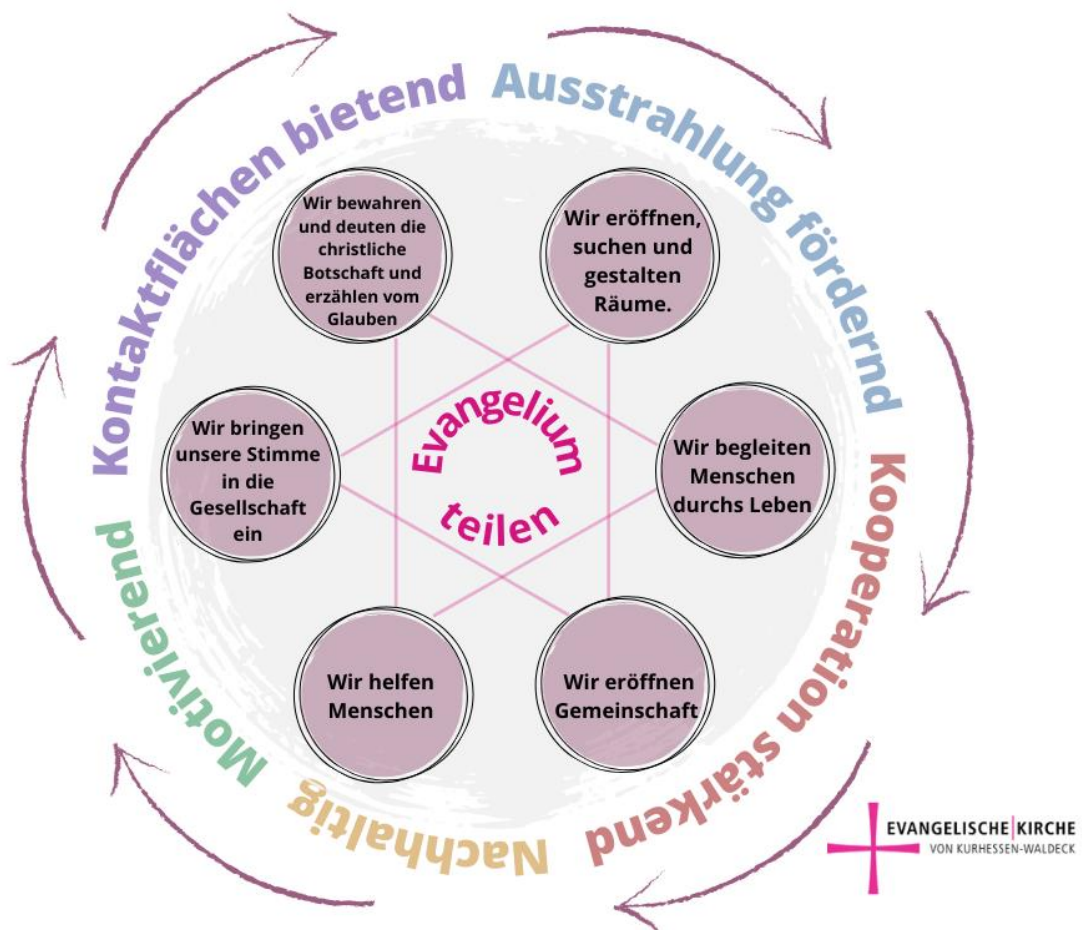 Kontaktflächen bietend
Ausstrahlung fördernd
Kooperation stärkend
Nachhaltig
Motivierend
Wir bewahren
und deuten die
christliche
Botschaft und
erzählen vom
Glauben
Wir eröffnen,
suchen und
gestalten
Räume.
Wir bringen
unsere Stimme
in die
Gesellschaft
ein
Evangelium
teilen
Wir begleiten
Menschen
durchs Leben
Wir helfen
Menschen
Wir eröffnen
Gemeinschaft
EVANGELISCHE KIRCHE
VON KURHESSEN-WALDECK